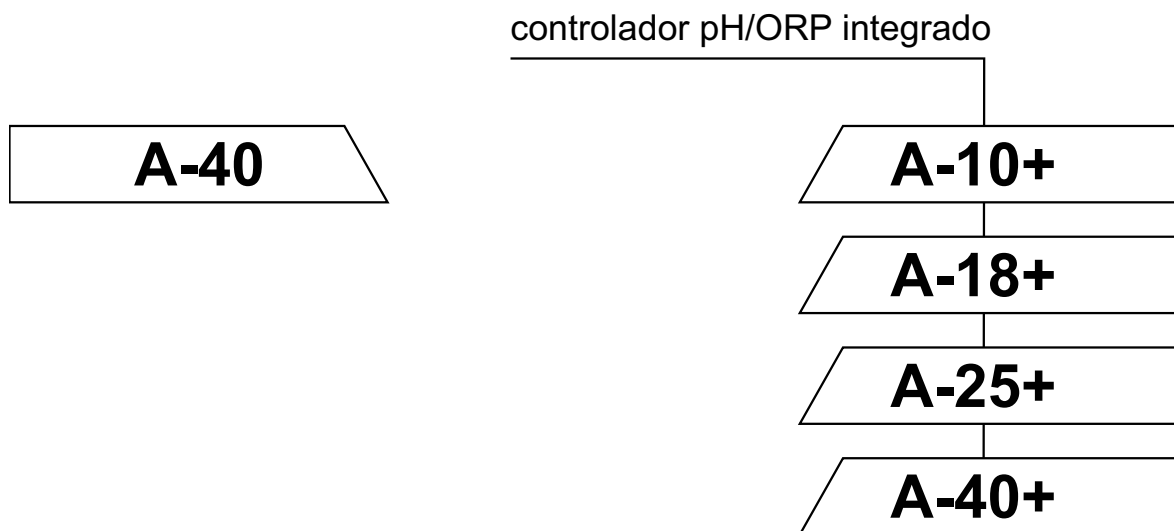 controlador pH/ORP integrado
A-40
A-10+
A-18+
A-25+
A-40+